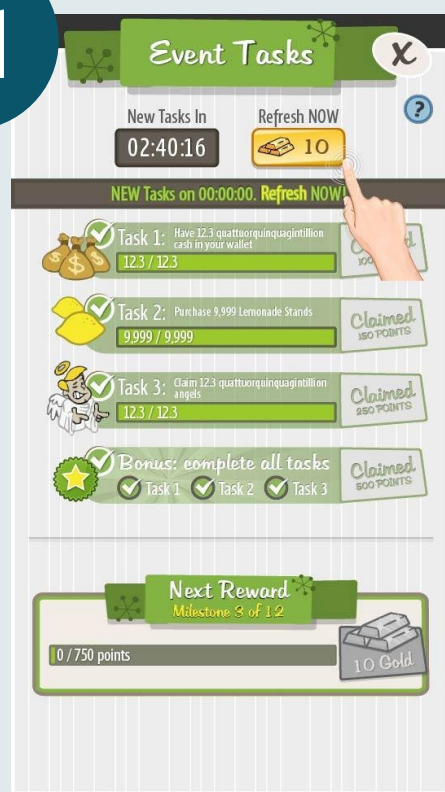 1
Event Tasks
X
New Tasks In
Refresh NOW
?
02:40:16
10
NEW Tasks on 00:00:00. Refresh NOW!
Task 1: Have 12.3 quattuorquinquagintillion
cash in your wallet
12.3 / 12.3
Task 2: Purchase 9,999 Lemonade Stands
9,999 / 9,999
Claimed
150 POINTS
Task 3: Claim 12.3 quattuorquinquagintillion
angels
12.3 / 12.3
Claimed
250 POINTS
Bonus: complete all tasks
Task 1 Task 2 Task 3
Claimed
500 POINTS
Next Reward
Milestone 3 of 12
0 / 750 points
10 Gold